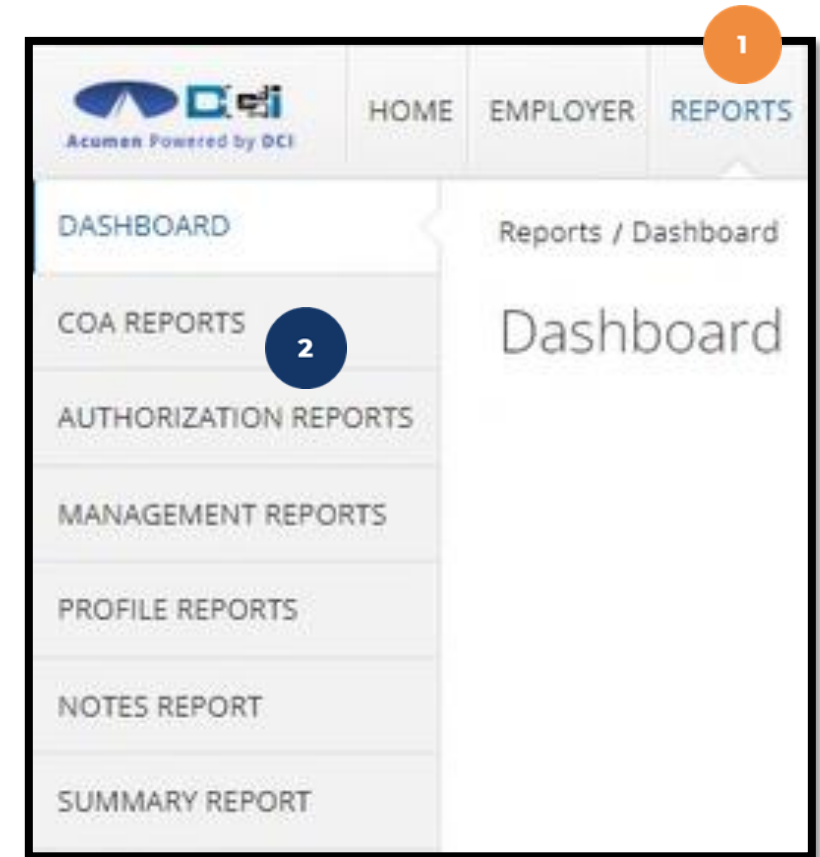 1
DCI
Acumen Powered by DCI
HOME EMPLOYER REPORTS
DASHBOARD
Reports / Dashboard
COA REPORTS
2
Dashboard
AUTHORIZATION REPORTS
MANAGEMENT REPORTS
PROFILE REPORTS
NOTES REPORT
SUMMARY REPORT